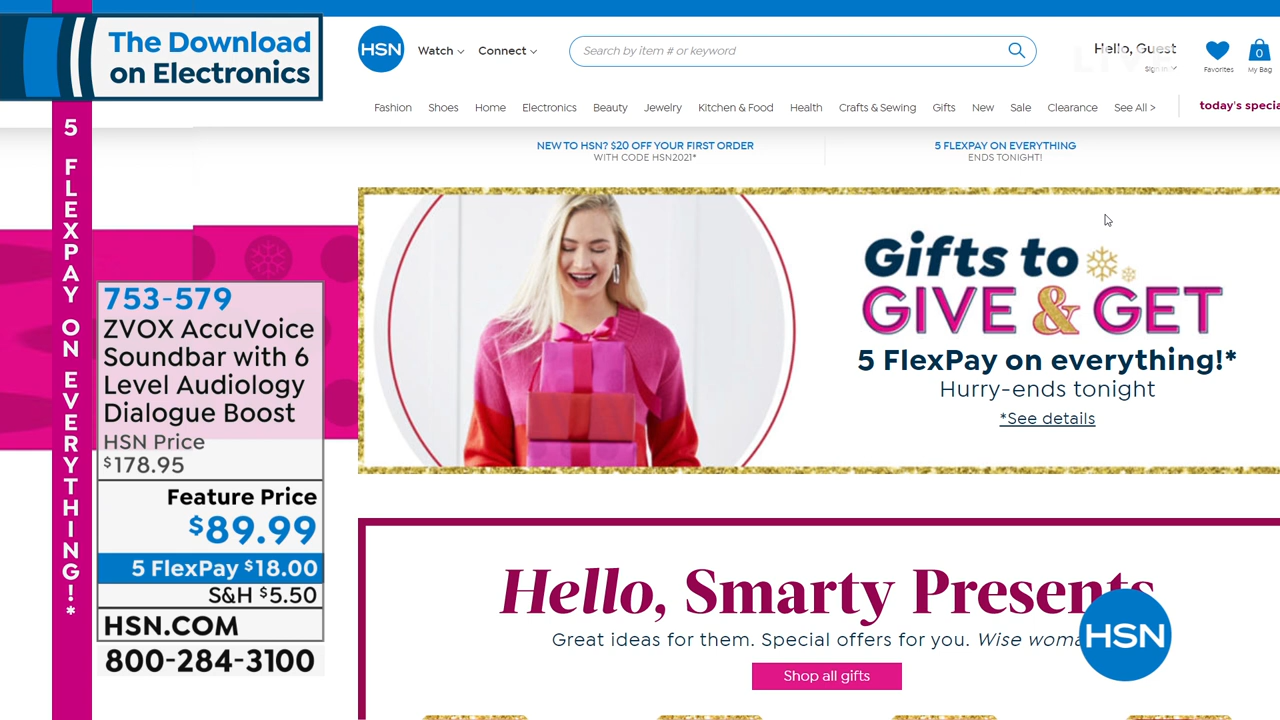 The Download
on Electronics
5 FLEXPAY ON EVERYTHING!*
753-579
ZVOX AccuVoice
Soundbar with 6
Level Audiology
Dialogue Boost
HSN Price
$178.95
Feature Price
$89.99
5 FlexPay $18.00
S&H $5.50
HSN.COM
800-284-3100
HSN
Watch
Connect
Search by item # or keyword
LIVE
Hello, Guest
Sign In
Favorites
0
My Bag
Fashion Shoes Home Electronics Beauty Jewelry Kitchen & Food Health Crafts & Sewing Gifts New Sale Clearance See All >
today's specia
NEW TO HSN? $20 OFF YOUR FIRST ORDER
WITH CODE HSN2021*
5 FLEXPAY ON EVERYTHING
ENDS TONIGHT!
Gifts to
GIVE & GET
5 FlexPay on everything!*
Hurry-ends tonight
*See details
Hello, Smarty Presents
Great ideas for them. Special offers for you. Wise woma
Shop all gifts
HSN